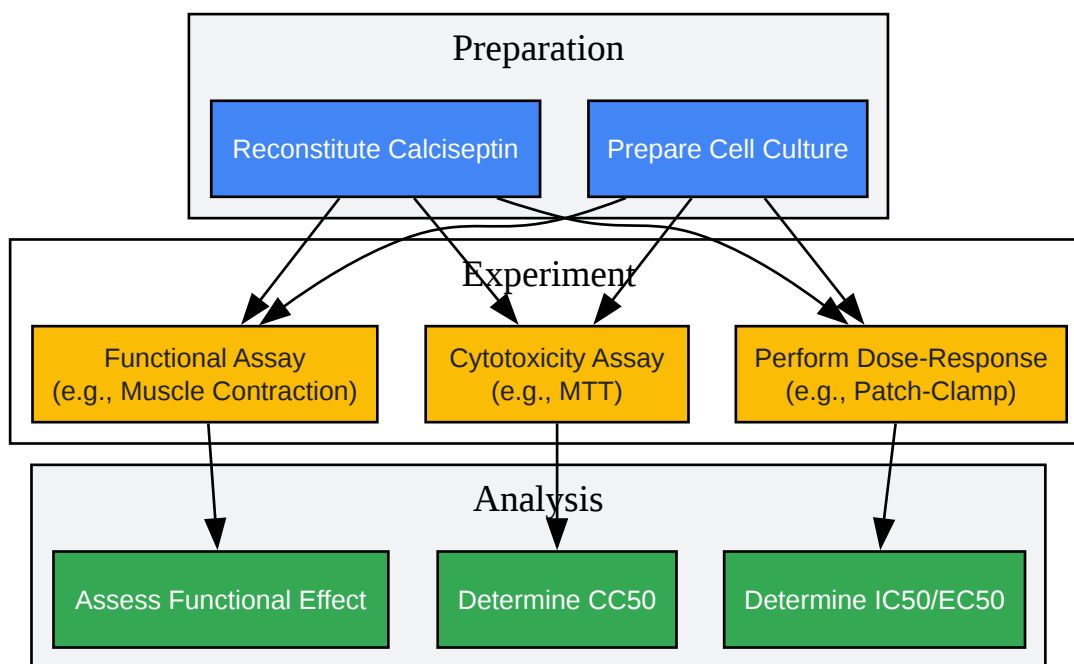 Preparation
Reconstitute Calciseptin
Prepare Cell Culture
Experiment
Functional Assay
(e.g., Muscle Contraction)
Cytotoxicity Assay
(e.g., MTT)
Perform Dose-Response
(e.g., Patch-Clamp)
Analysis
Assess Functional Effect
Determine CC50
Determine IC50/EC50